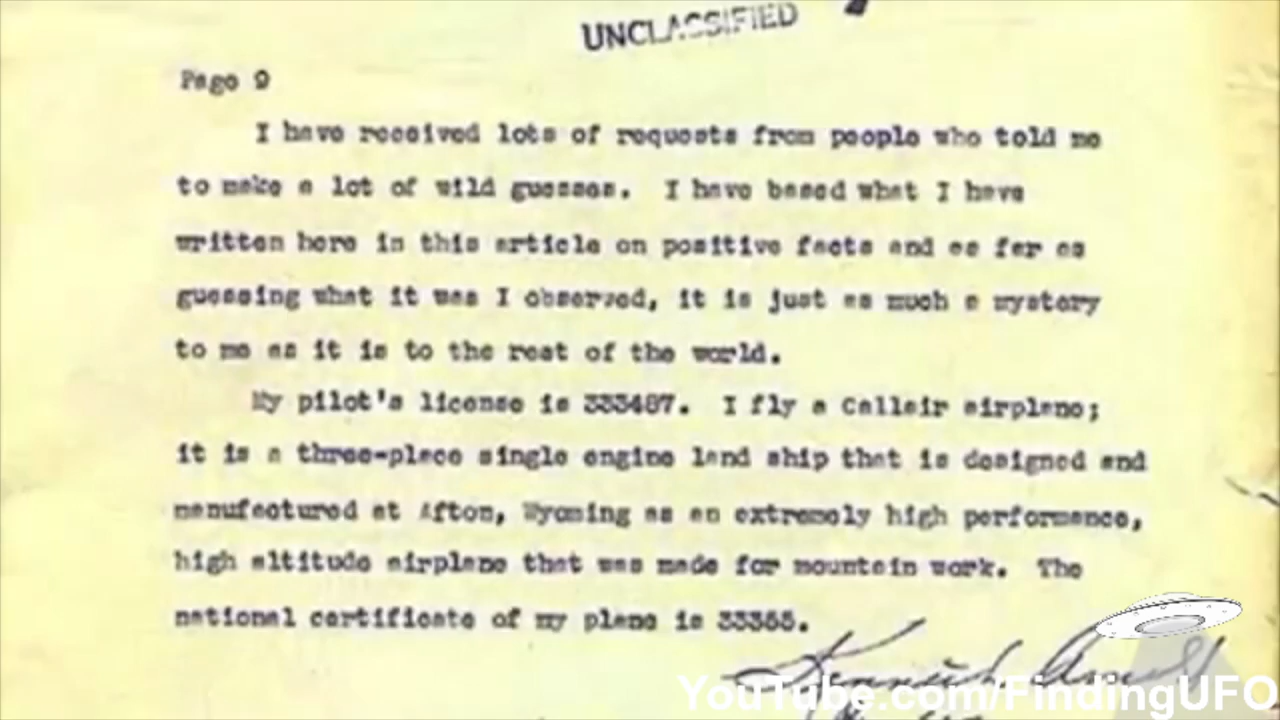 UNCLASSIFIED
Page 9
I have received lots of requests from people who told me
to make a lot of wild guesses. I have based what I have
written here in this article on positive facts and as far as
guessing what it was I observed, it is just as much a mystery
to me as it is to the rest of the world.
My pilot's license is 333487. I fly a Callair airplane;
it is a three-place single engine land ship that is designed and
manufactured at Afton, Wyoming as an extremely high performance,
high altitude airplane that was made for mountain work. The
national certificate of my plane is 33365.
Kenneth Arnold
YouTube.com/FindingUFO